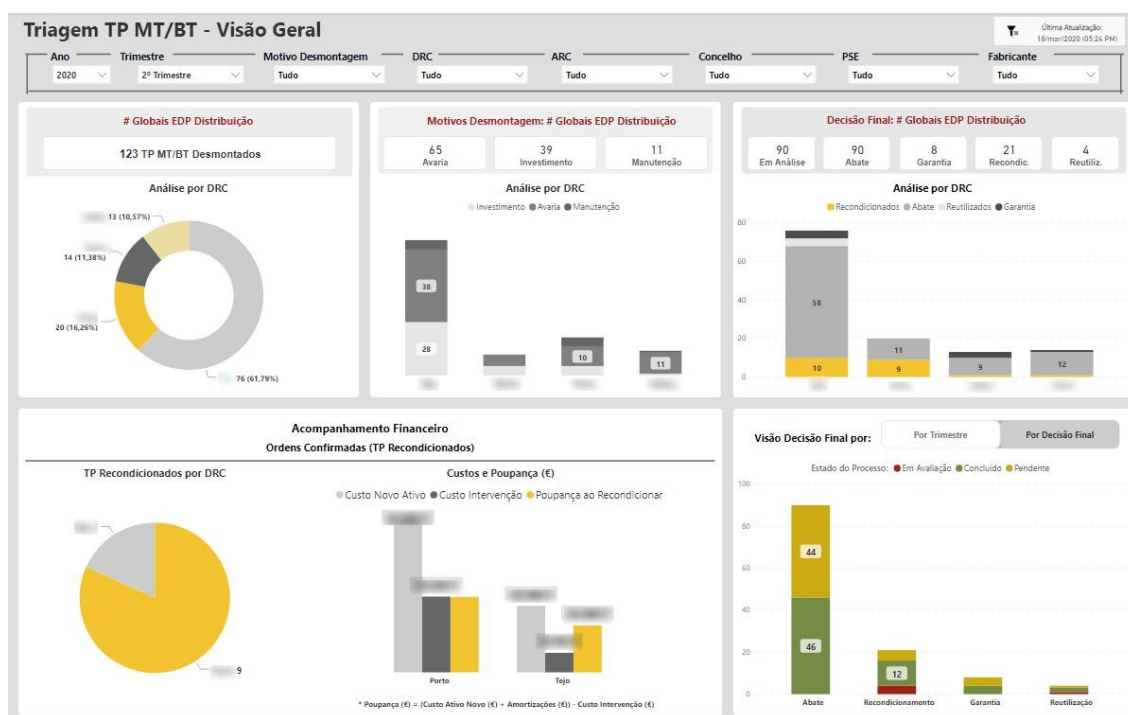 Triagem TP MT/BT - Visão Geral
Última Atualização:
18/mar/2020 (05:24 PM)
Ano Trimestre Motivo Desmontagem DRC ARC Concelho PSE Fabricante
2020 2º Trimestre Tudo Tudo Tudo Tudo Tudo Tudo
# Globais EDP Distribuição
123 TP MT/BT Desmontados
Análise por DRC
13 (10,57%)
14 (11,38%)
20 (16,26%)
76 (61,79%)
Motivos Desmontagem: # Globais EDP Distribuição
65 39 11
Avaria Investimento Manutenção
Análise por DRC
Investimento Avaria Manutenção
38
28
10
11
Decisão Final: # Globais EDP Distribuição
90 90 8 21 4
Em Análise Abate Garantia Recondic. Reutiliz.
Análise por DRC
Recondicionados Abate Reutilizados Garantia
80
60
40
20
0
58
10
11
9
9
12
Acompanhamento Financeiro
Ordens Confirmadas (TP Recondicionados)
TP Recondicionados por DRC
9
Custos e Poupança (€)
Custo Novo Ativo Custo Intervenção Poupança ao Recondicionar
Porto Tejo
* Poupança (€) = (Custo Ativo Novo (€) + Amortizações (€)) - Custo Intervenção (€)
Visão Decisão Final por: Por Trimestre Por Decisão Final
Estado do Processo: Em Avaliação Concluído Pendente
100
80
60
40
20
0
44
46
12
Abate Recondicionamento Garantia Reutilização